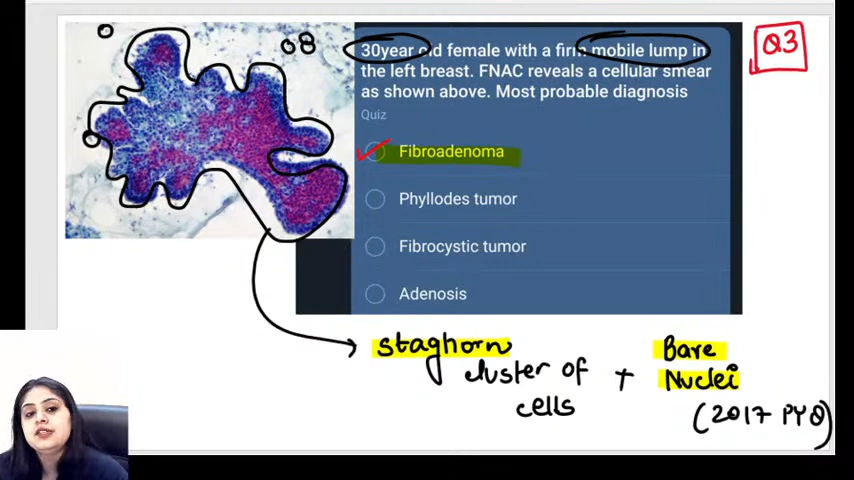 30year old female with a firm mobile lump in
the left breast. FNAC reveals a cellular smear
as shown above. Most probable diagnosis
Quiz
Fibroadenoma
Phyllodes tumor
Fibrocystic tumor
Adenosis
Q3
staghorn
cluster of
cells
+
Bare
Nuclei
(2017 PYQ)